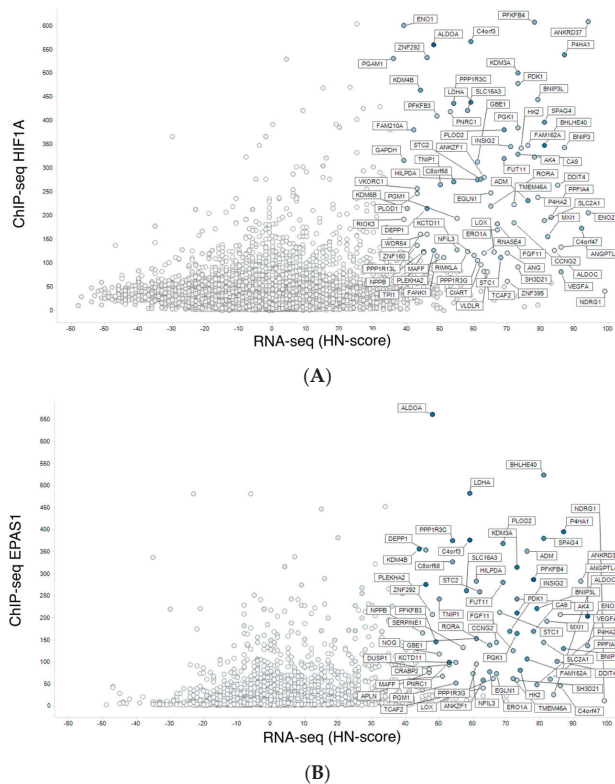 ChIP-seq HIF1A
650
600
550
500
450
400
350
300
250
200
150
100
50
0
ENO1
PFKFB4
ALDOA
C4orf3
ANKRD37
ZNF292
P4HA1
PGAM1
KDM3A
PDK1
KDM4B
PPP1R3C
BNIP3L
LDHA
SLC16A3
GBE1
PFKFB3
PNRC1
HK2
SPAG4
PGK1
BHLHE40
FAM210A
PLOD2
INSIG2
FAM162A
STC2
ANKZF1
BNIP3
GAPDH
TNIP1
FUT11
AK4
CA9
HILPDA
C8orf58
RORA
VKORC1
ADM
DDIT4
KDM6B
PGM1
EGLN1
TMEM45A
PPFIA4
PLOD1
P4HA2
SLC2A1
RIOK3
KCTD11
LOX
MXI1
ENO2
DEPP1
NFIL3
ERO1A
WDR54
RNASE4
C4orf47
ZNF160
FGF11
ANGPTL4
CCNG2
PPP1R13L
MAFF
RIMKLA
ANG
ALDOC
NPPB
PLEKHA2
PPP1R3G
STC1
SH3D21
VEGFA
TPI1
FANK1
CIART
TCAF2
ZNF395
VLDLR
NDRG1
-60 -50 -40 -30 -20 -10 0 10 20 30 40 50 60 70 80 90 100
RNA-seq (HN-score)
(A)
ChIP-seq EPAS1
650
600
550
500
450
400
350
300
250
200
150
100
50
0
ALDOA
BHLHE40
LDHA
NDRG1
PLOD2
PPP1R3C
P4HA1
DEPP1
KDM3A
SPAG4
C4orf3
SLC16A3
ADM
ANKRD37
KDM4B
C8orf58
HILPDA
PFKFB4
ANGPTL4
PLEKHA2
STC2
INSIG2
ALDOC
ZNF292
FUT11
BNIP3L
NPPB
PFKFB3
PDK1
CA9
ENO2
TNIP1
FGF11
AK4
SERPINE1
VEGFA
RORA
CCNG2
MXI1
P4HA2
NOG
GBE1
STC1
PPFIA4
DUSP1
KCTD11
PGK1
SLC2A1
BNIP3
CRABP2
FAM162A
DDIT4
MAFF
PNRC1
EGLN1
HK2
SH3D21
APLN
PGM1
PPP1R3G
TCAF2
LOX
ANKZF1
NFIL3
ERO1A
TMEM45A
C4orf47
-60 -50 -40 -30 -20 -10 0 10 20 30 40 50 60 70 80 90 100
RNA-seq (HN-score)
(B)